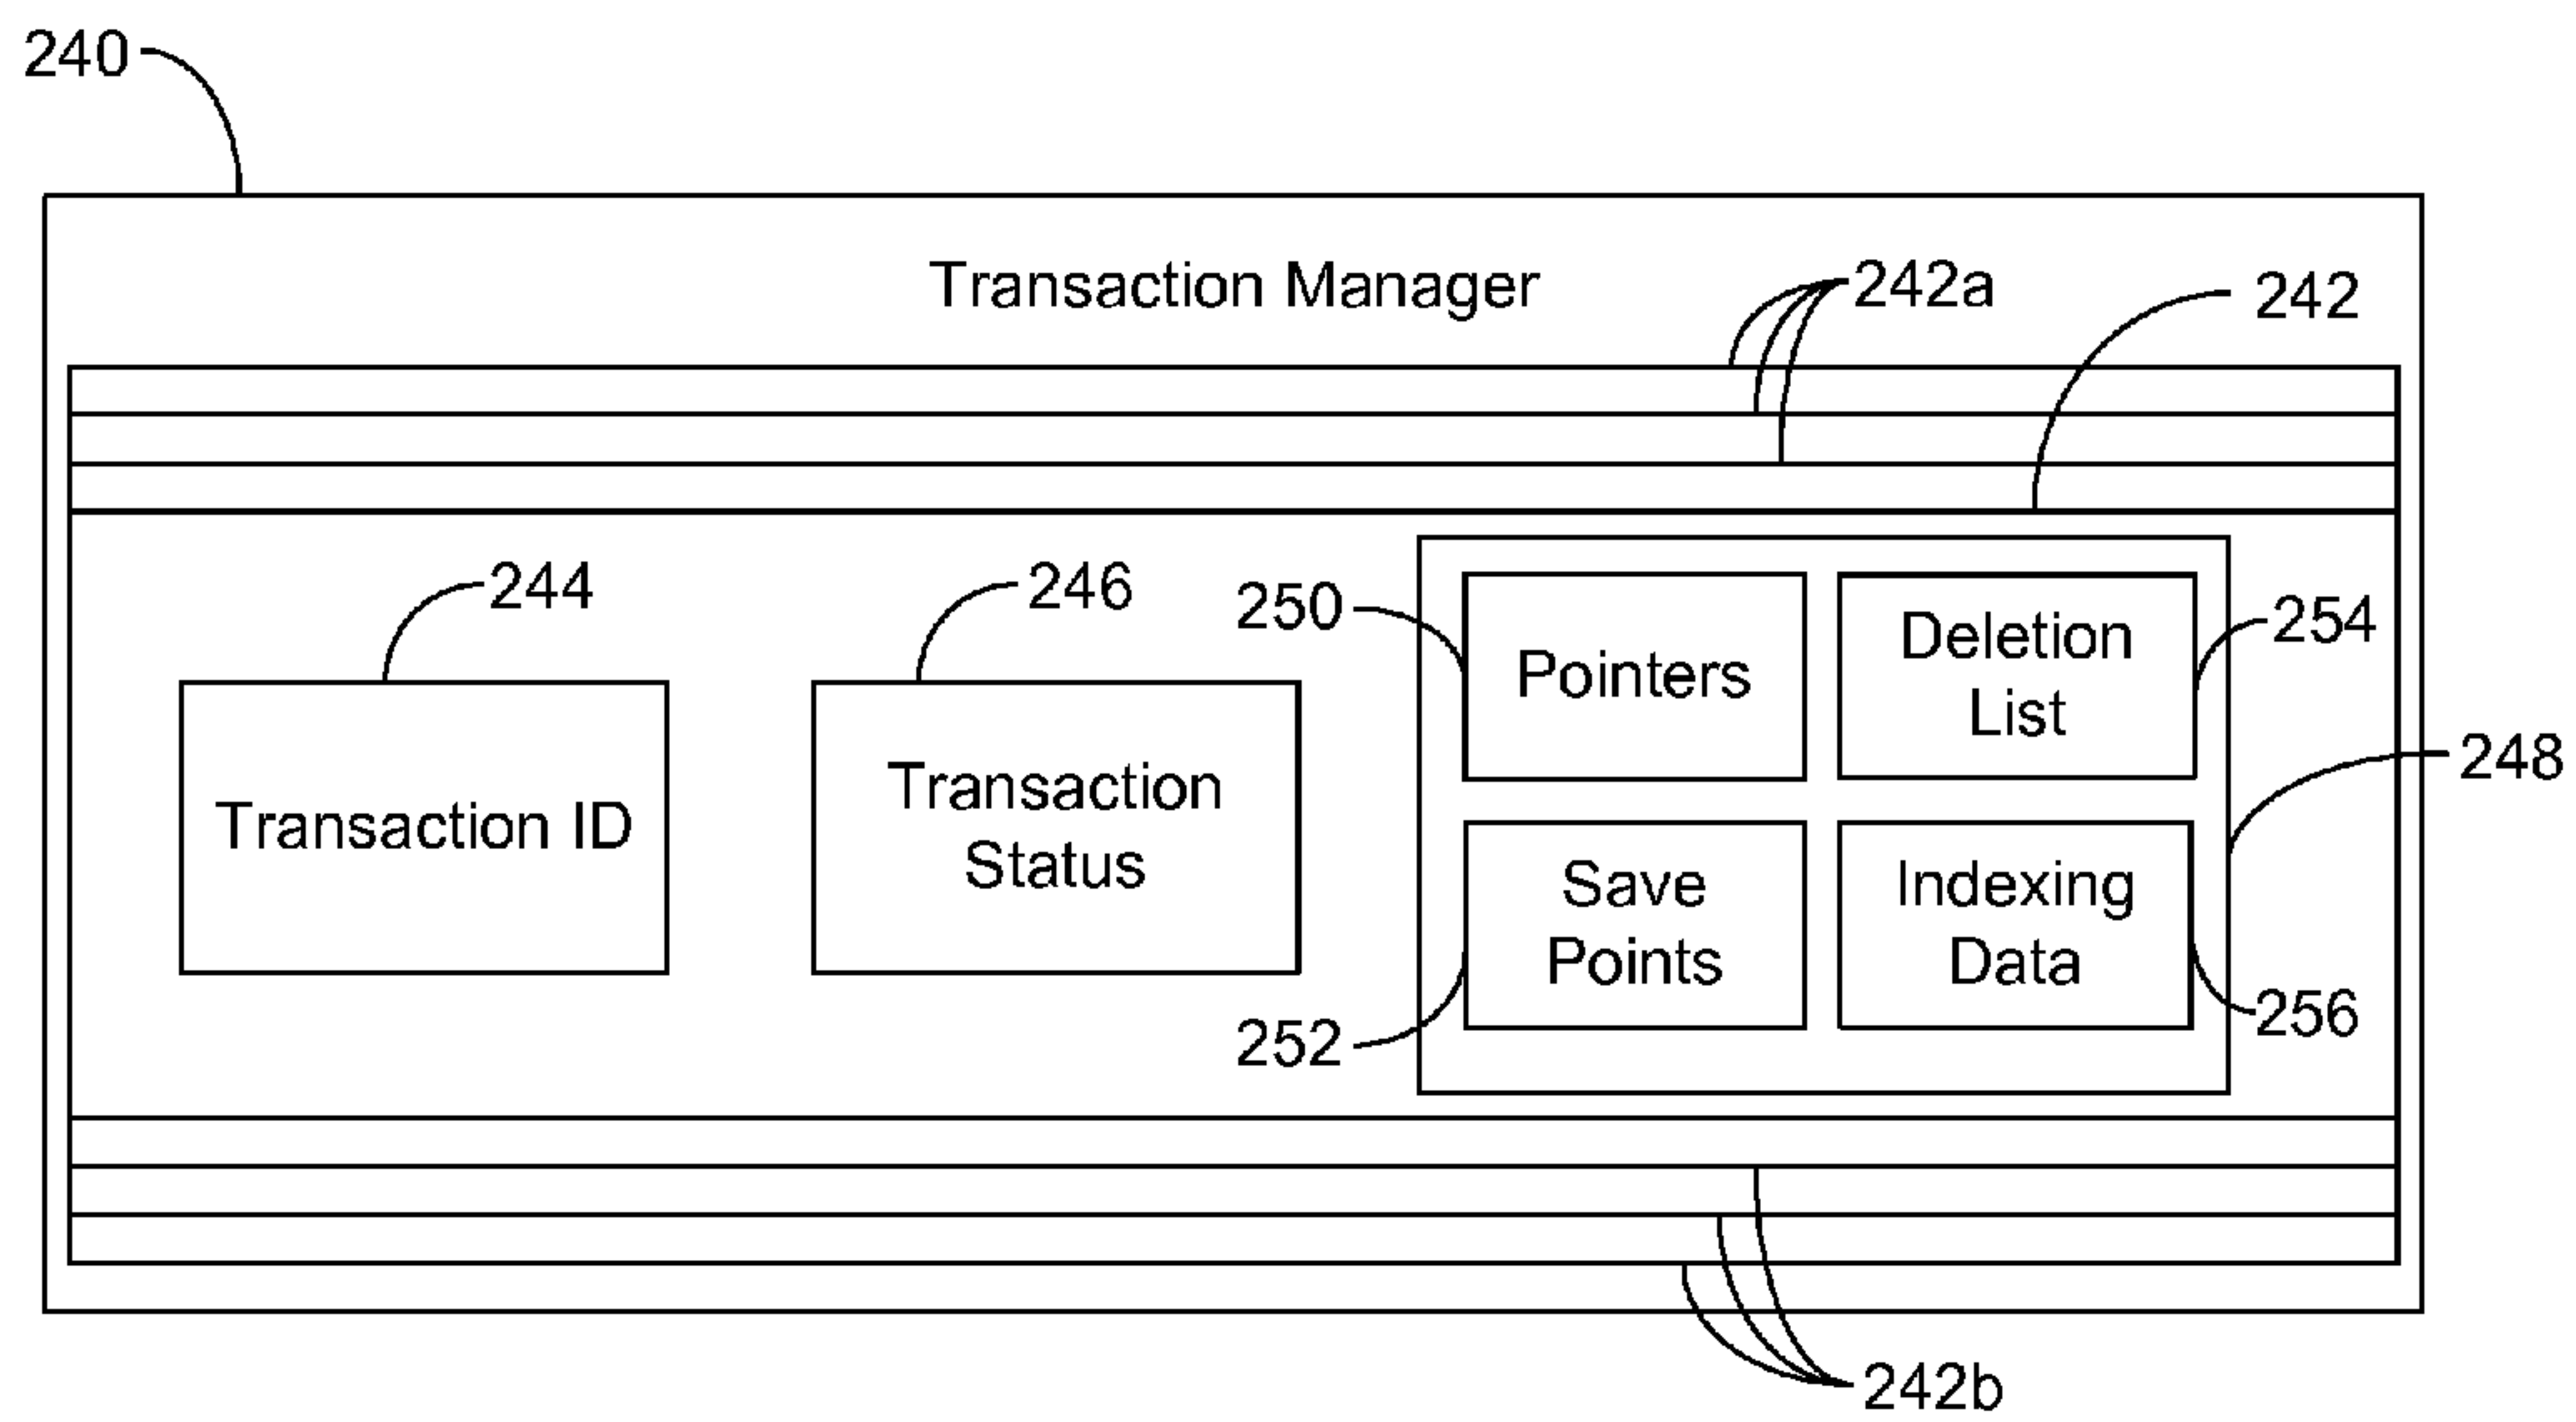 240
Transaction Manager
242a
242
244
246
250
Pointers
Deletion
List
254
248
Transaction ID
Transaction
Status
Save
Points
Indexing
Data
252
256
242b